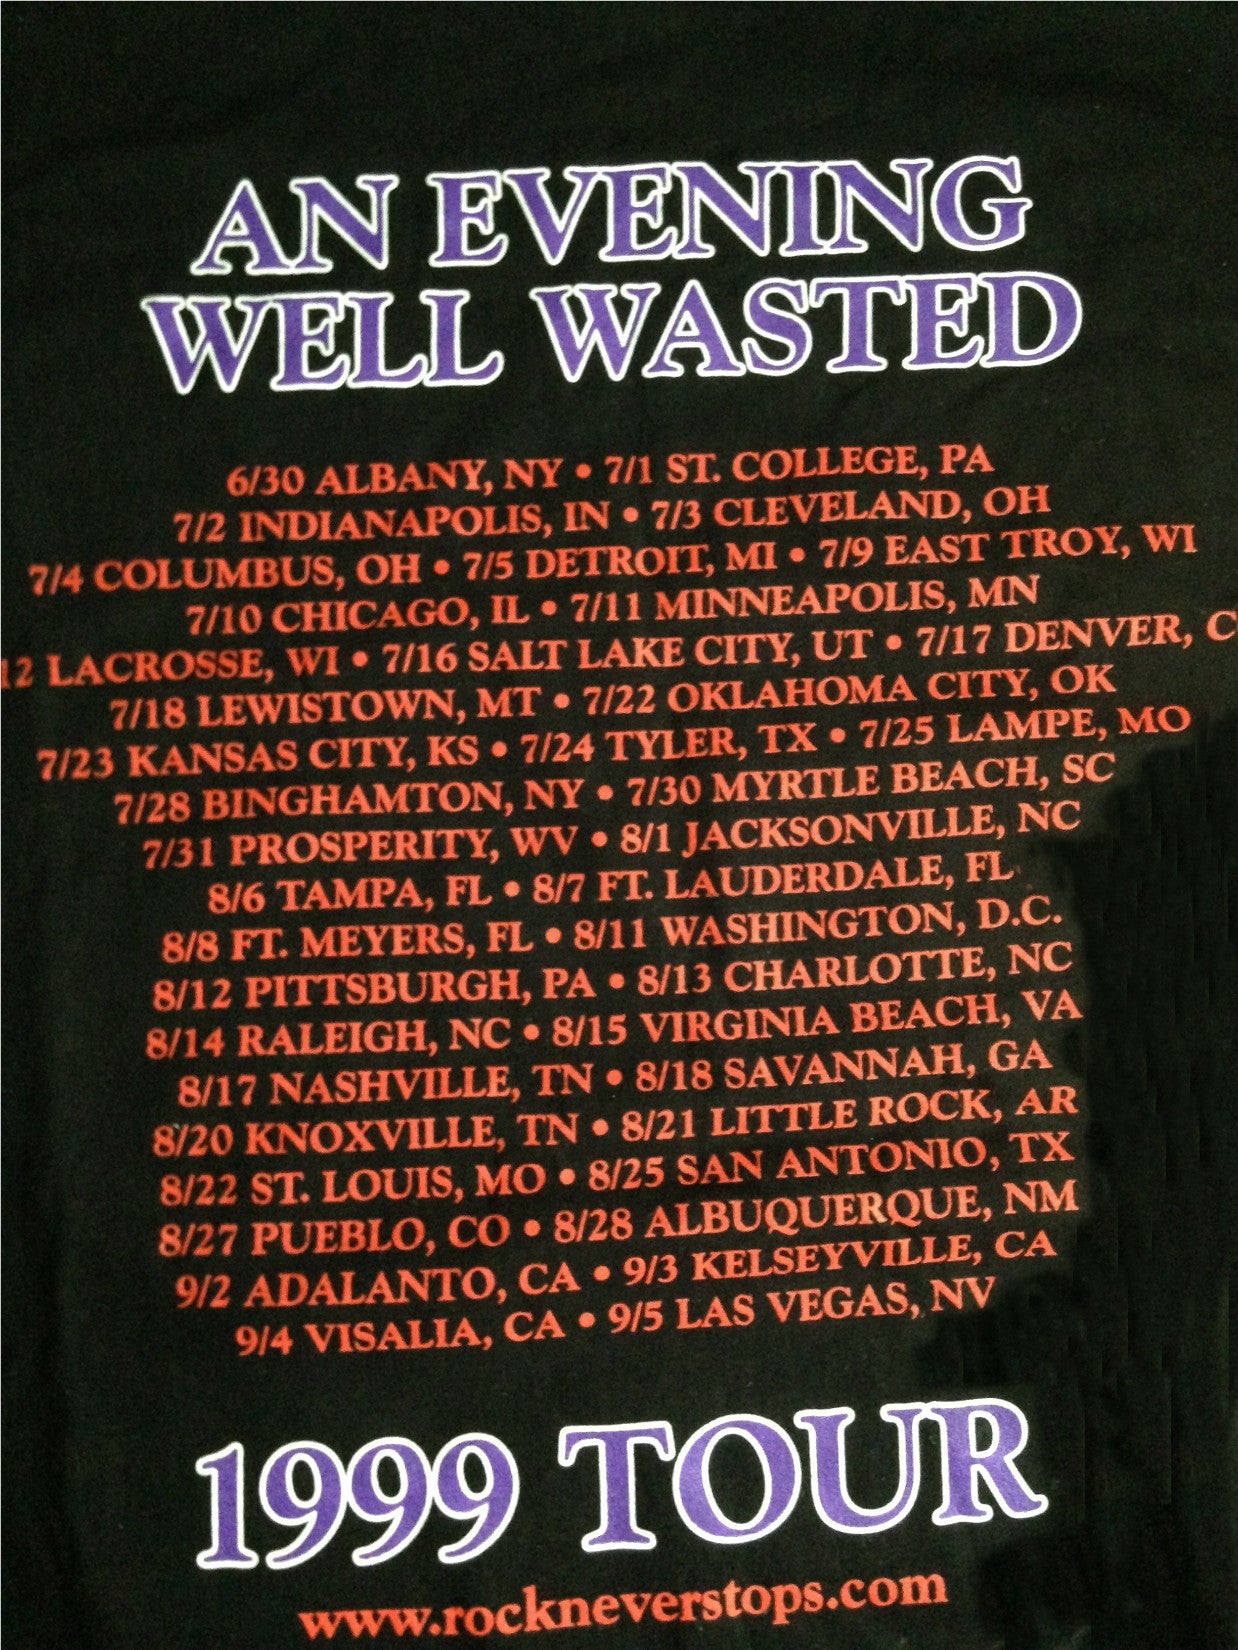 AN EVENING
WELL WASTED
6/30 ALBANY, NY • 7/1 ST. COLLEGE, PA
7/2 INDIANAPOLIS, IN • 7/3 CLEVELAND, OH
7/4 COLUMBUS, OH • 7/5 DETROIT, MI • 7/9 EAST TROY, WI
7/10 CHICAGO, IL • 7/11 MINNEAPOLIS, MN
12 LACROSSE, WI • 7/16 SALT LAKE CITY, UT • 7/17 DENVER, C
7/18 LEWISTOWN, MT • 7/22 OKLAHOMA CITY, OK
7/23 KANSAS CITY, KS • 7/24 TYLER, TX • 7/25 LAMPE, MO
7/28 BINGHAMTON, NY • 7/30 MYRTLE BEACH, SC
7/31 PROSPERITY, WV • 8/1 JACKSONVILLE, NC
8/6 TAMPA, FL • 8/7 FT. LAUDERDALE, FL
8/8 FT. MEYERS, FL • 8/11 WASHINGTON, D.C.
8/12 PITTSBURGH, PA • 8/13 CHARLOTTE, NC
8/14 RALEIGH, NC • 8/15 VIRGINIA BEACH, VA
8/17 NASHVILLE, TN • 8/18 SAVANNAH, GA
8/20 KNOXVILLE, TN • 8/21 LITTLE ROCK, AR
8/22 ST. LOUIS, MO • 8/25 SAN ANTONIO, TX
8/27 PUEBLO, CO • 8/28 ALBUQUERQUE, NM
9/2 ADALANTO, CA • 9/3 KELSEYVILLE, CA
9/4 VISALIA, CA • 9/5 LAS VEGAS, NV
1999 TOUR
www.rockneverstops.com